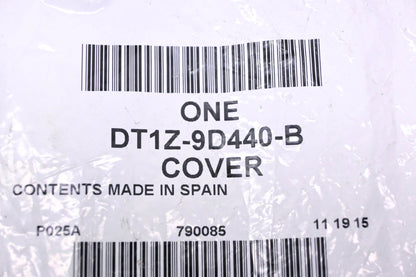 ONE
DT1Z-9D440-B
COVER
CONTENTS MADE IN SPAIN
P025A 790085 11 19 15